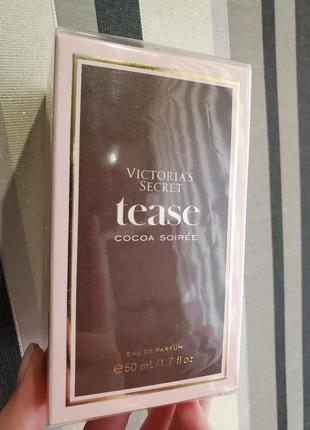 VICTORIA'S
SECRET
tease
COCOA SOIRÉE
EAU DE PARFUM
℮50 mL/1.7 fl oz